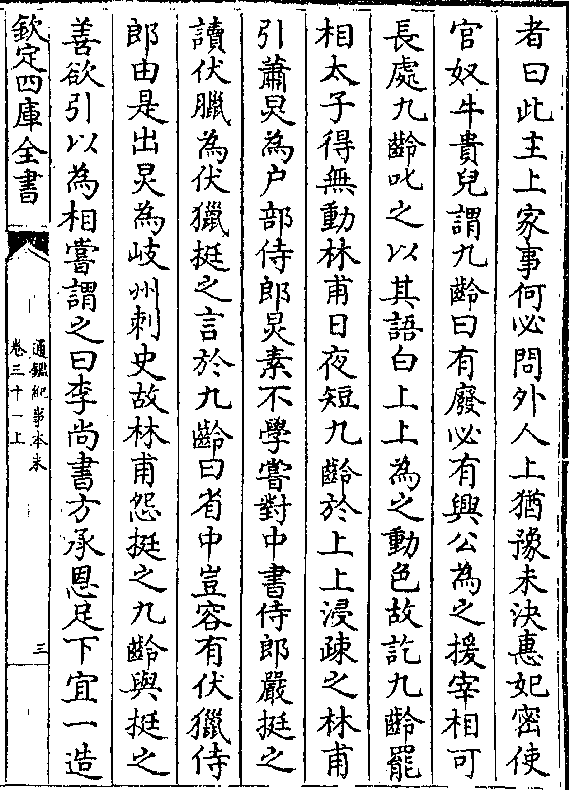 者曰此主上家事何必問外人上猶豫未決惠妃密使
官奴牛貴兒謂九齡曰有廢必有興公為之援宰相可
長處九齡叱之以其語白上上為之動色故訖九齡罷
相太子得無動林甫日夜短九齡於上上浸疎之林甫
引蕭炅為户部侍郎炅素不學嘗對中書侍郎嚴挺之
讀伏臘為伏獵挺之言於九齡曰省中豈容有伏獵侍
郎由是出炅為岐州刺史故林甫怨挺之九齡與挺之
善欲引以為相嘗謂之曰李尚書方承恩足下宜一造
欽定四庫全書
通鑑紀事本末
卷三十一上
三